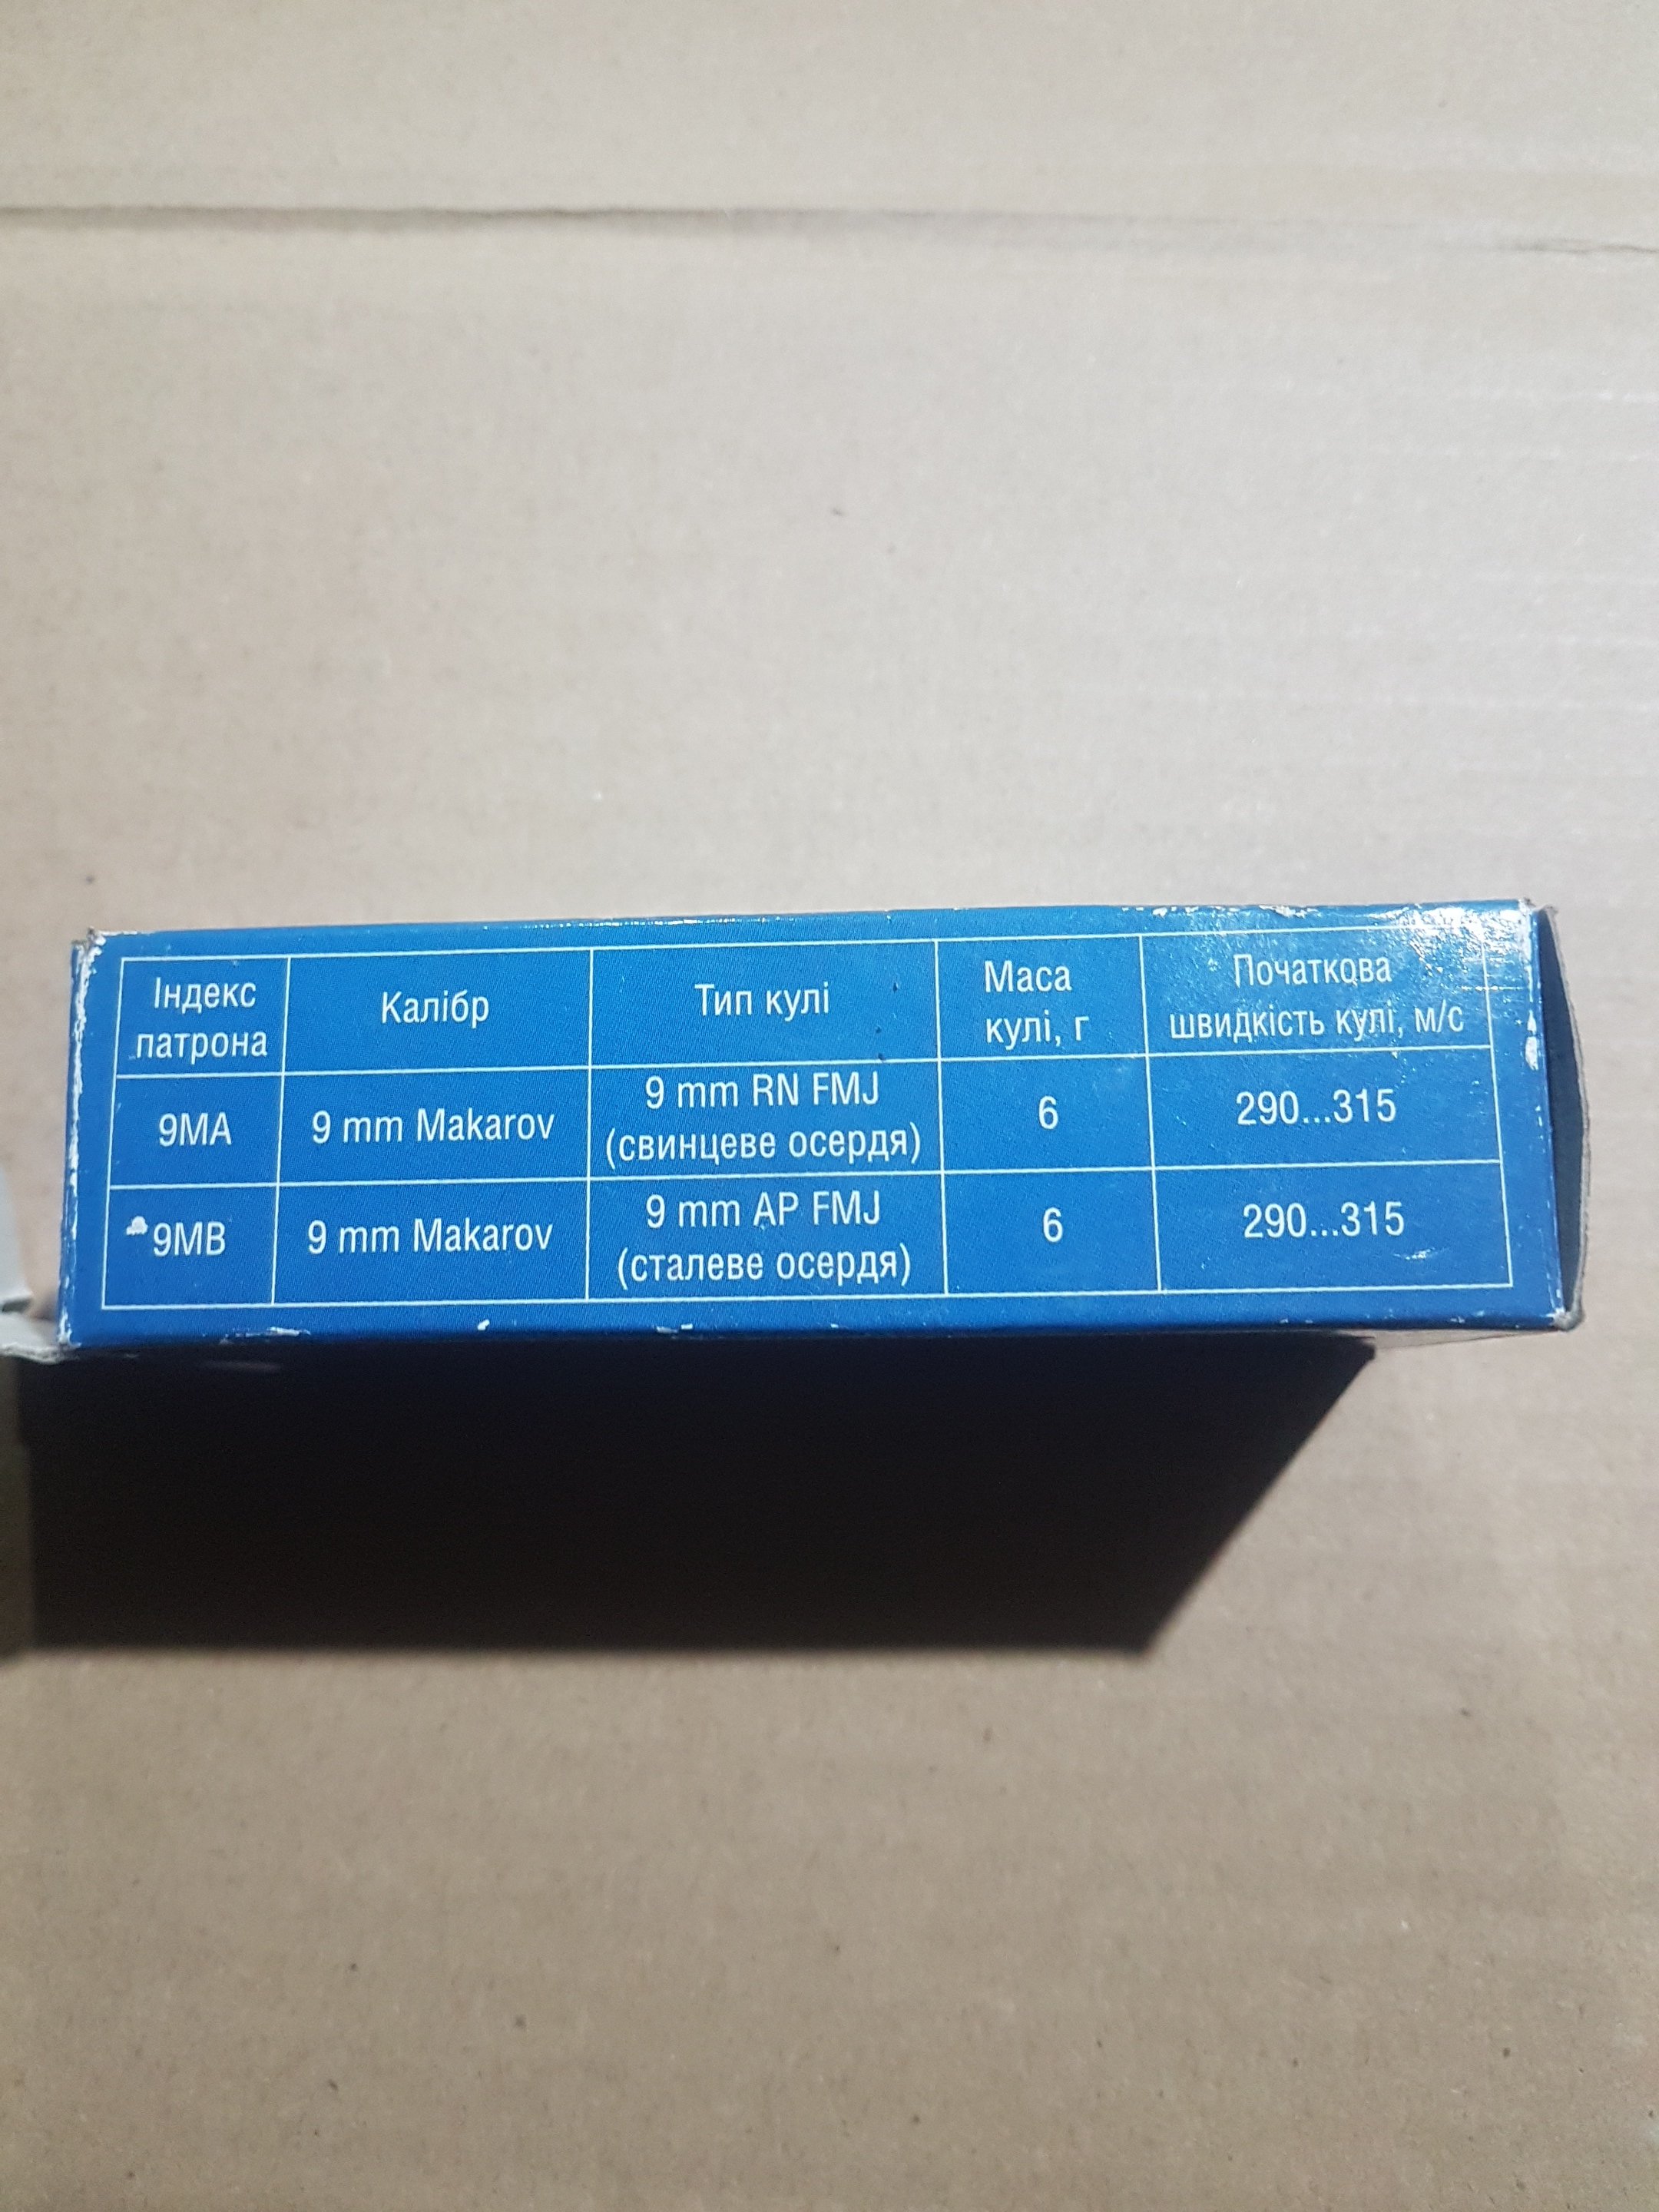 Індекс патрона Калібр Тип кулі Маса кулі, г Початкова швидкість кулі, м/с
9MA 9 mm Makarov 9 mm RN FMJ (свинцеве осердя) 6 290...315
9MB 9 mm Makarov 9 mm AP FMJ (сталеве осердя) 6 290...315